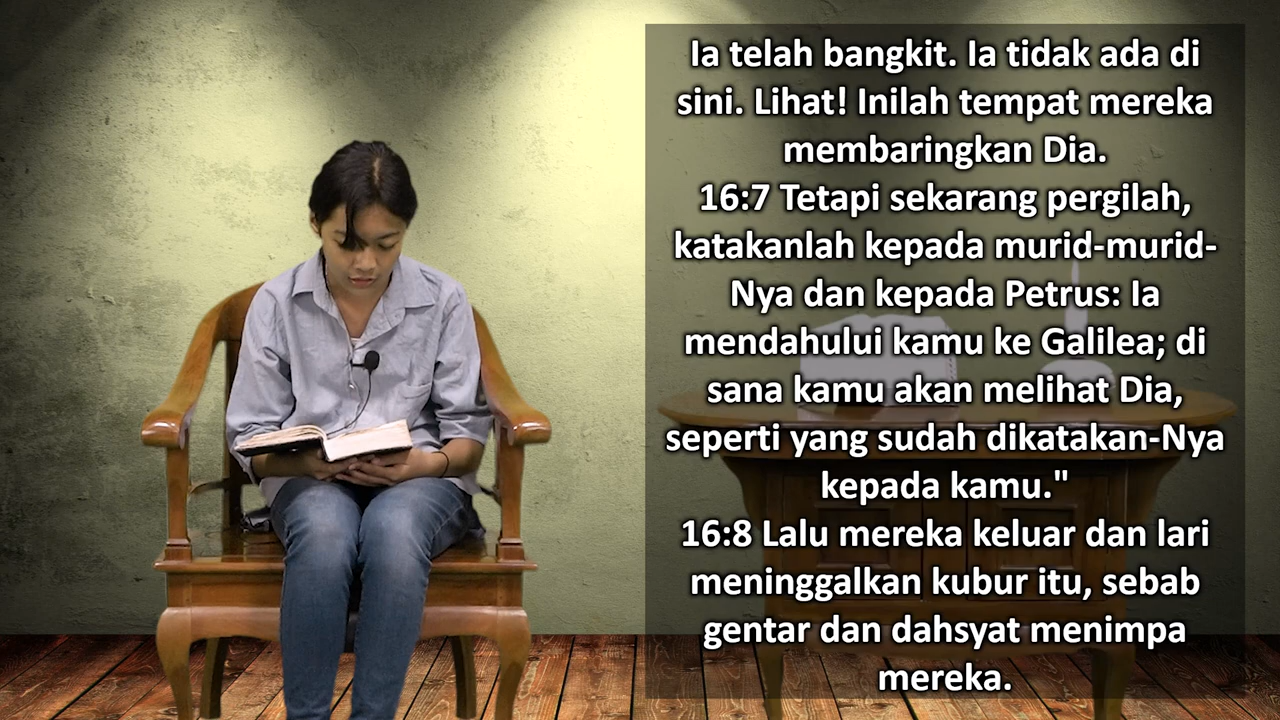 Ia telah bangkit. Ia tidak ada di
sini. Lihat! Inilah tempat mereka
membaringkan Dia.
16:7 Tetapi sekarang pergilah,
katakanlah kepada murid-murid-
Nya dan kepada Petrus: Ia
mendahului kamu ke Galilea; di
sana kamu akan melihat Dia,
seperti yang sudah dikatakan-Nya
kepada kamu."
16:8 Lalu mereka keluar dan lari
meninggalkan kubur itu, sebab
gentar dan dahsyat menimpa
mereka.